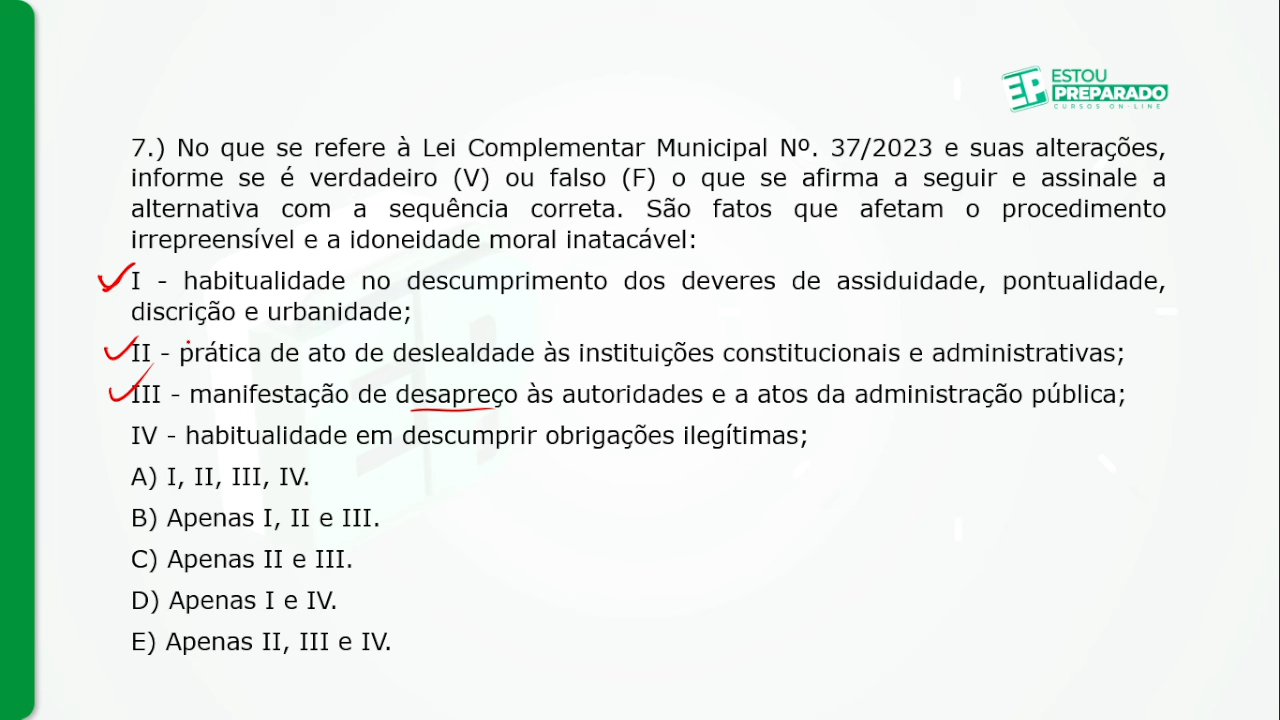 ESTOU
PREPARADO
CURSOS ON-LINE
7.) No que se refere à Lei Complementar Municipal Nº. 37/2023 e suas alterações,
informe se é verdadeiro (V) ou falso (F) o que se afirma a seguir e assinale a
alternativa com a sequência correta. São fatos que afetam o procedimento
irrepreensível e a idoneidade moral inatacável:
I - habitualidade no descumprimento dos deveres de assiduidade, pontualidade,
discrição e urbanidade;
II - prática de ato de deslealdade às instituições constitucionais e administrativas;
III - manifestação de desapreço às autoridades e a atos da administração pública;
IV - habitualidade em descumprir obrigações ilegítimas;
A) I, II, III, IV.
B) Apenas I, II e III.
C) Apenas II e III.
D) Apenas I e IV.
E) Apenas II, III e IV.